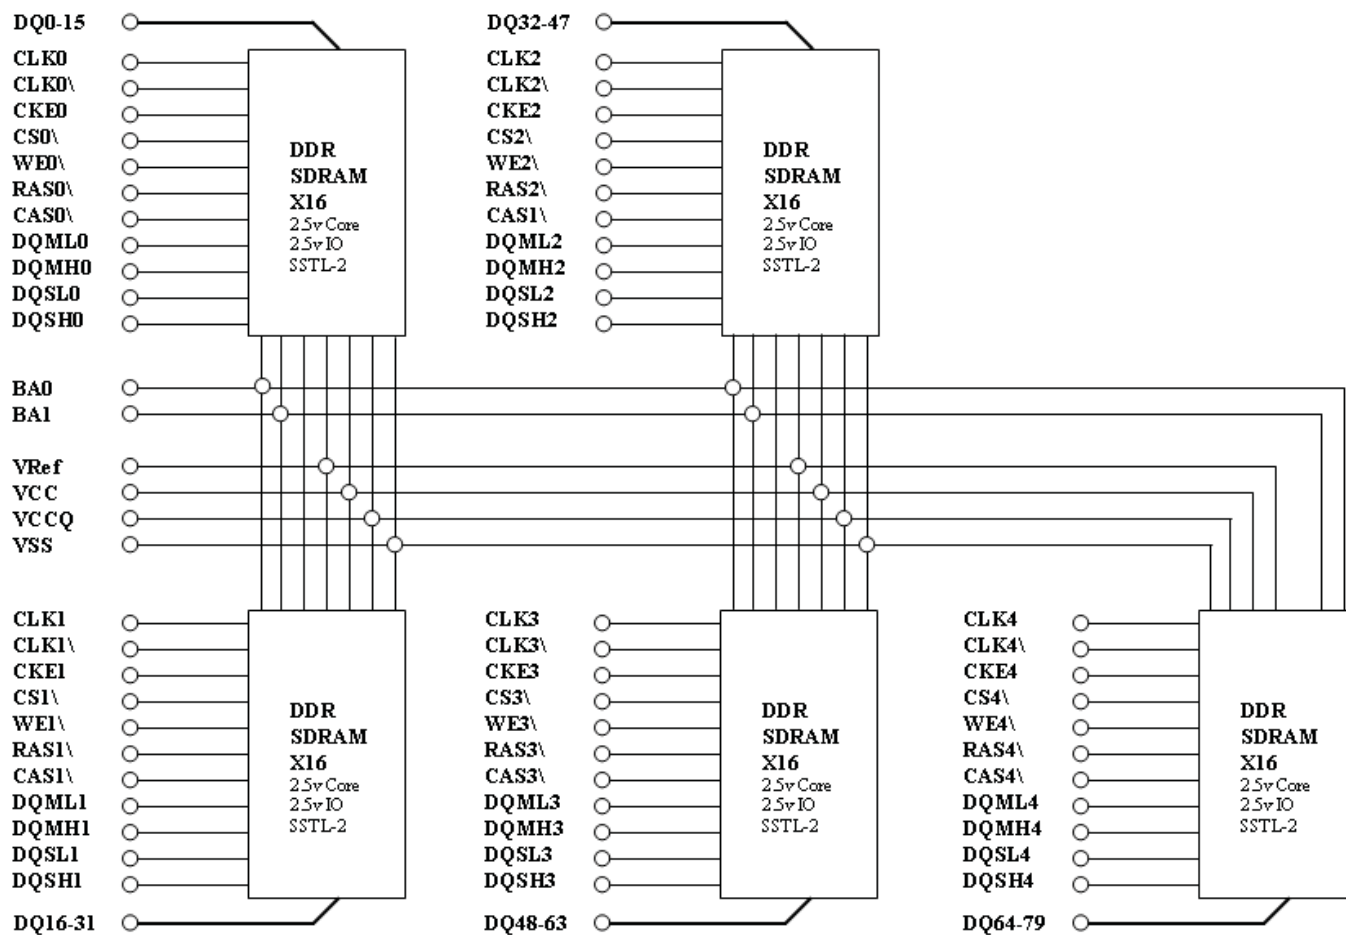 DQ0-15
CLK0
CLK0\
CKE0
CS0\
WE0\
RAS0\
CAS0\
DQML0
DQMH0
DQSL0
DQSH0
DDR
SDRAM
X16
2.5v Core
2.5v IO
SSTL-2
DQ32-47
CLK2
CLK2\
CKE2
CS2\
WE2\
RAS2\
CAS1\
DQML2
DQMH2
DQSL2
DQSH2
DDR
SDRAM
X16
2.5v Core
2.5v IO
SSTL-2
BA0
BA1
VRef
VCC
VCCQ
VSS
CLK1
CLK1\
CKE1
CS1\
WE1\
RAS1\
CAS1\
DQML1
DQMH1
DQSL1
DQSH1
DQ16-31
DDR
SDRAM
X16
2.5v Core
2.5v IO
SSTL-2
CLK3
CLK3\
CKE3
CS3\
WE3\
RAS3\
CAS3\
DQML3
DQMH3
DQSL3
DQSH3
DQ48-63
DDR
SDRAM
X16
2.5v Core
2.5v IO
SSTL-2
CLK4
CLK4\
CKE4
CS4\
WE4\
RAS4\
CAS4\
DQML4
DQMH4
DQSL4
DQSH4
DQ64-79
DDR
SDRAM
X16
2.5v Core
2.5v IO
SSTL-2